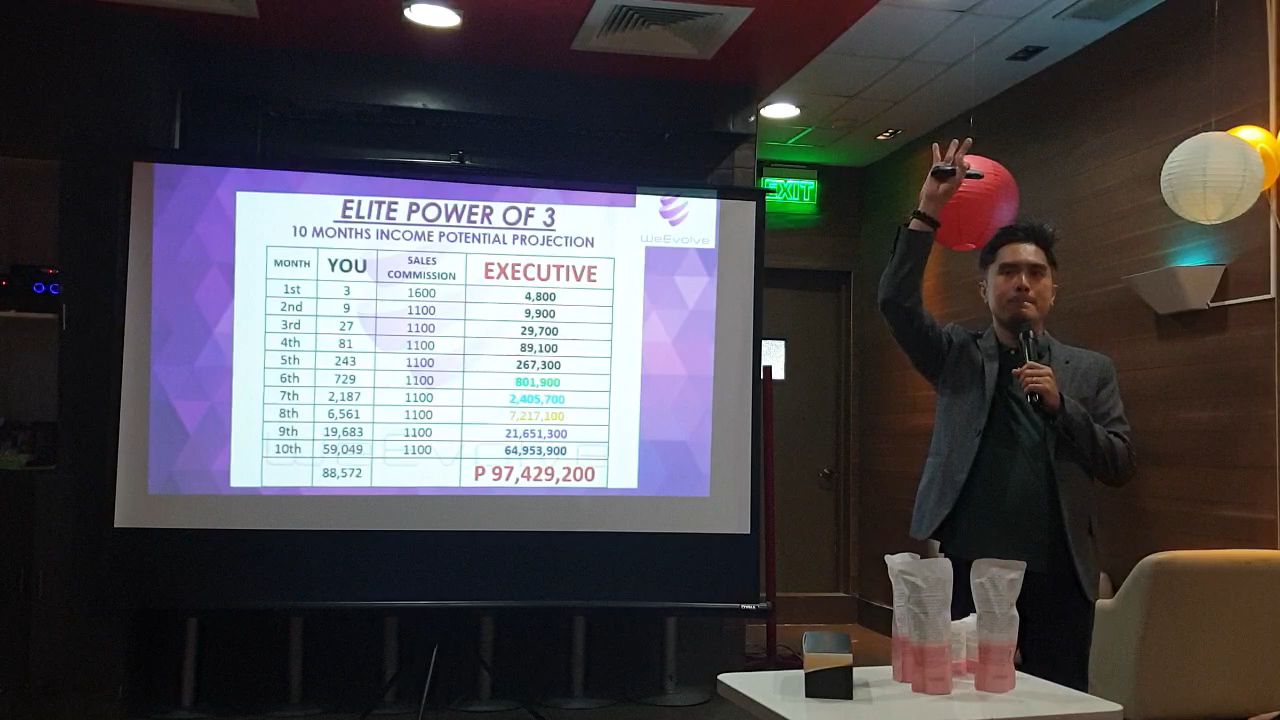 ELITE POWER OF 3
10 MONTHS INCOME POTENTIAL PROJECTION
WeEvolve
MONTH YOU SALES COMMISSION EXECUTIVE
1st 3 1600 4,800
2nd 9 1100 9,900
3rd 27 1100 29,700
4th 81 1100 89,100
5th 243 1100 267,300
6th 729 1100 801,900
7th 2,187 1100 2,405,700
8th 6,561 1100 7,217,100
9th 19,683 1100 21,651,300
10th 59,049 1100 64,953,900
88,572 P 97,429,200
EXIT